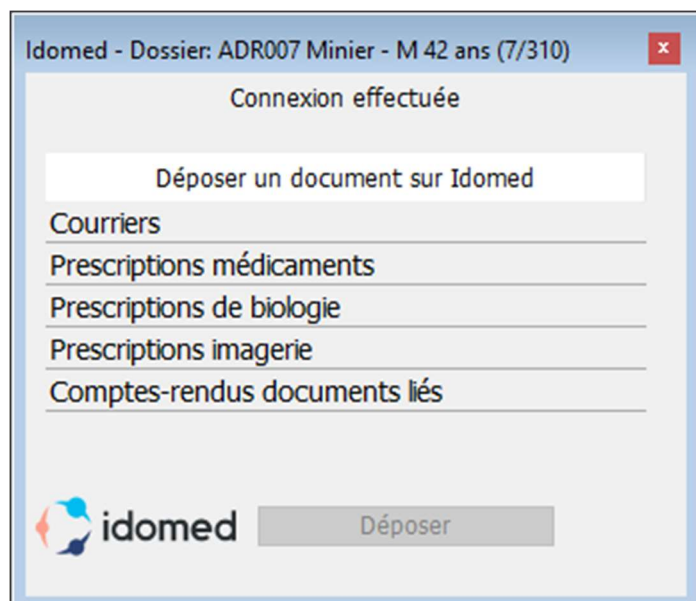 Idomed - Dossier: ADR007 Minier - M 42 ans (7/310)
x
Connexion effectuée
Déposer un document sur Idomed
Courriers
Prescriptions médicaments
Prescriptions de biologie
Prescriptions imagerie
Comptes-rendus documents liés
idomed
Déposer